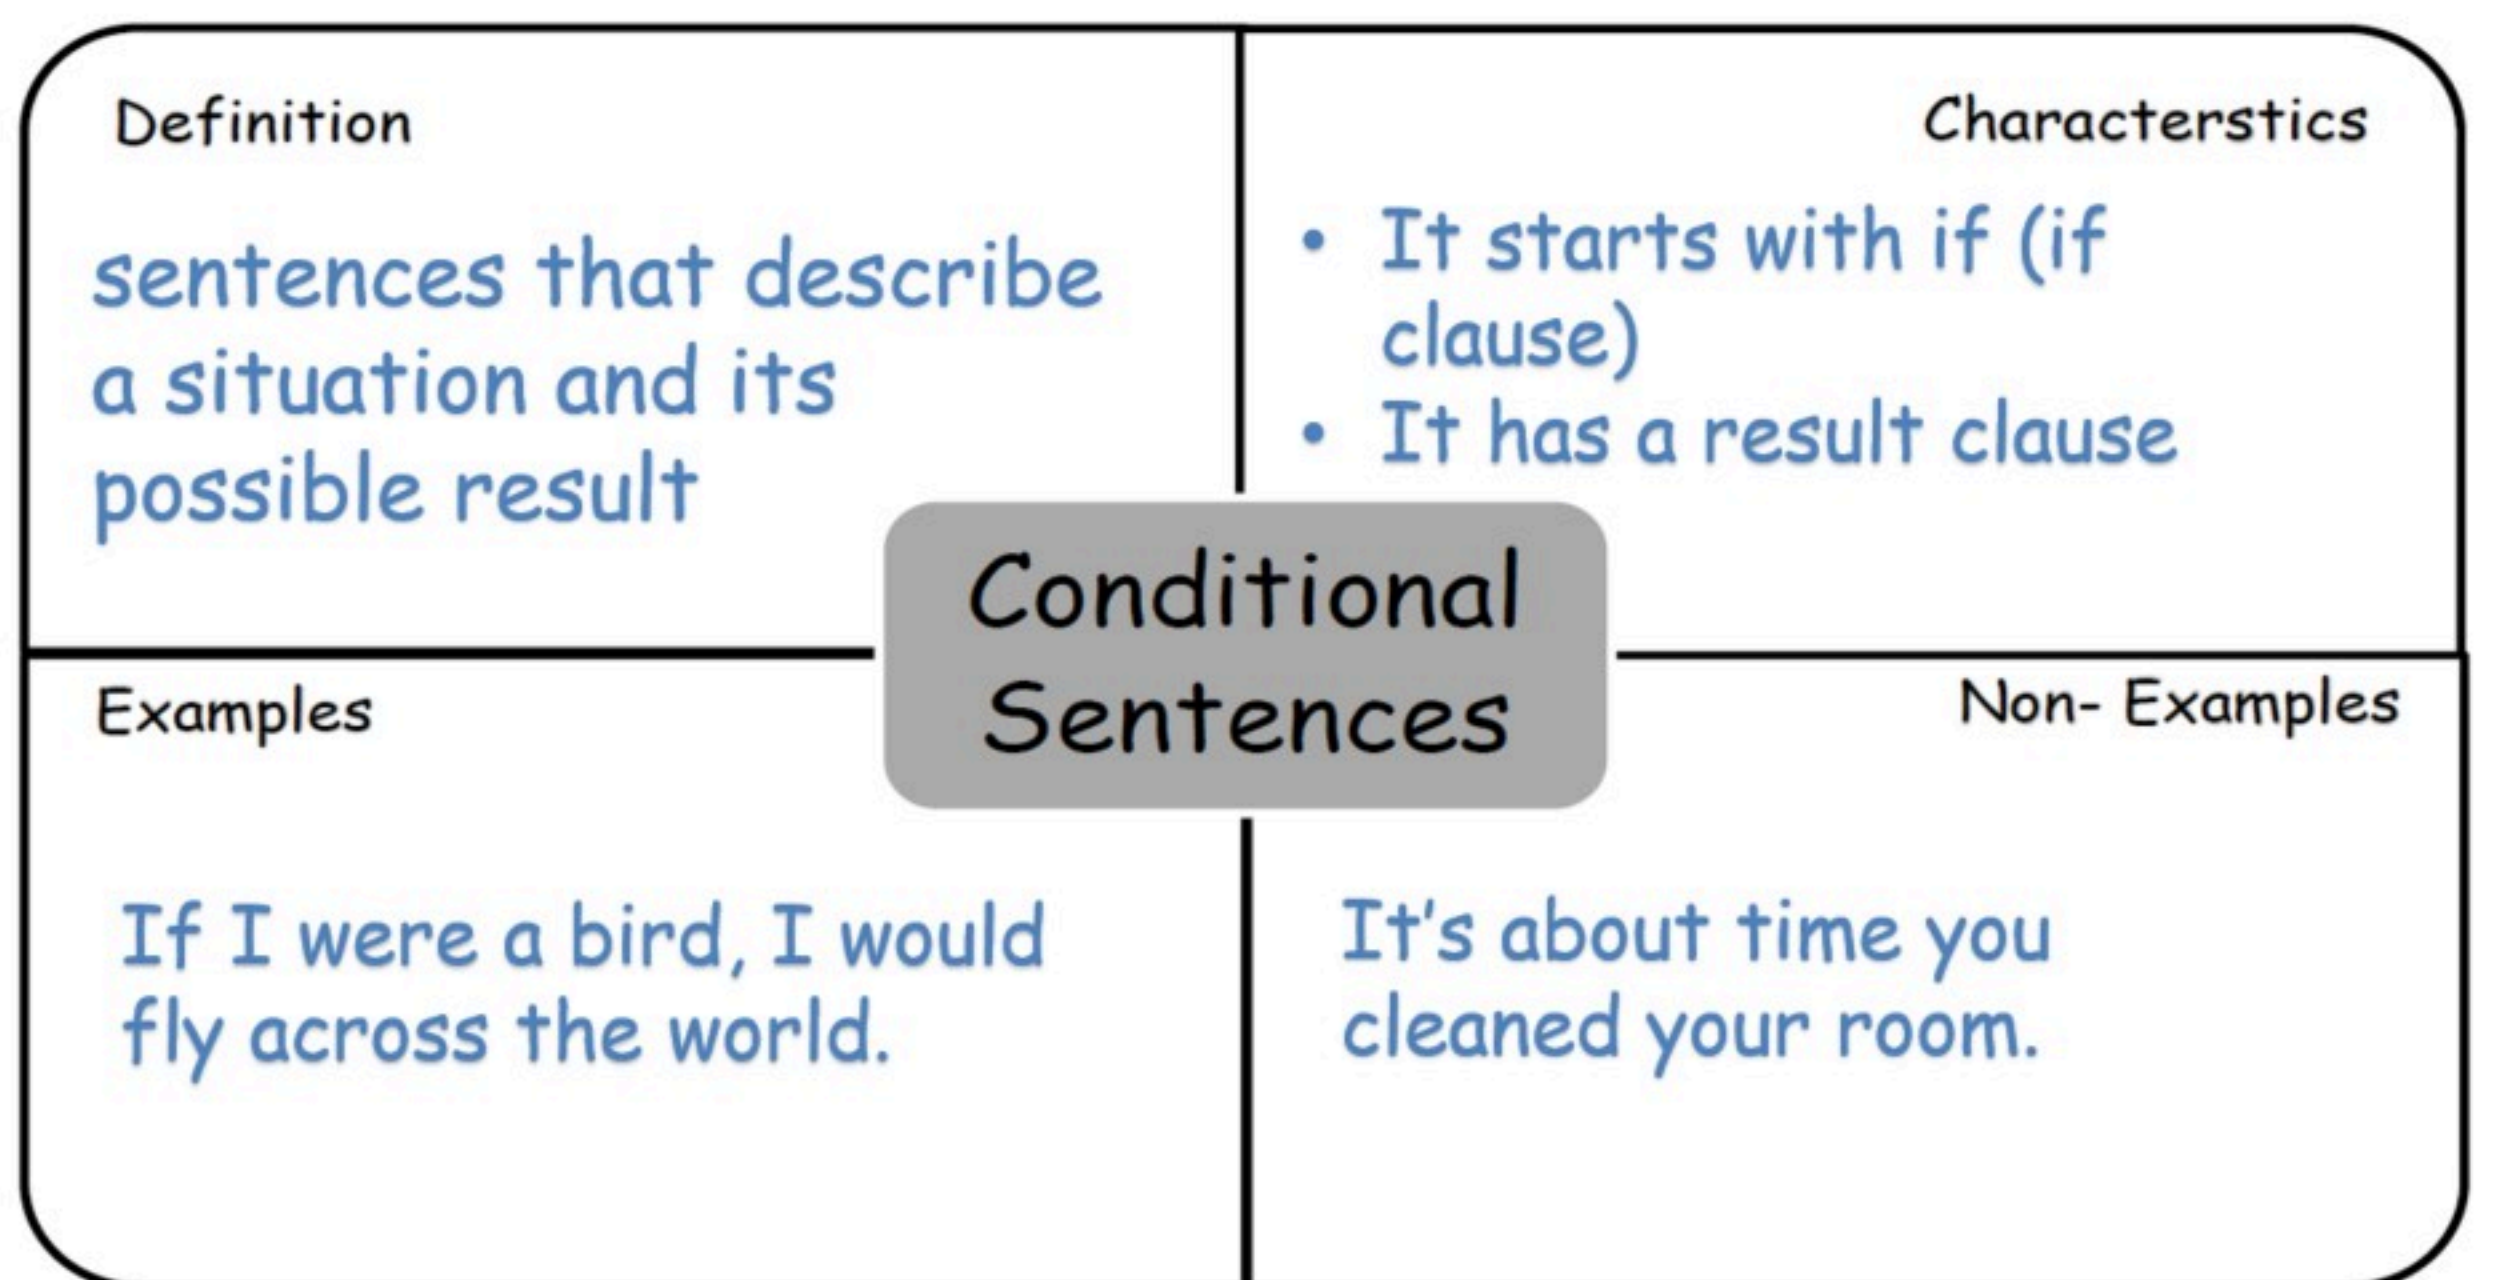 Definition
sentences that describe
a situation and its
possible result
Characterstics
• It starts with if (if
clause)
• It has a result clause
Conditional
Sentences
Examples
If I were a bird, I would
fly across the world.
Non- Examples
It's about time you
cleaned your room.